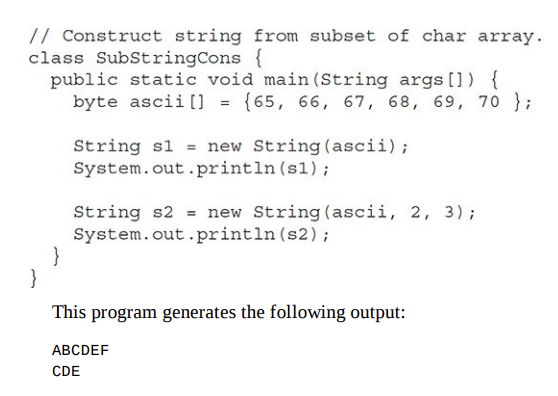 // Construct string from subset of char array.
class SubStringCons {
public static void main(String args[]) {
byte ascii[] = {65, 66, 67, 68, 69, 70 };
String s1 = new String(ascii);
System.out.println(s1);
String s2 = new String(ascii, 2, 3);
System.out.println(s2);
}
}
This program generates the following output:
ABCDEF
CDE